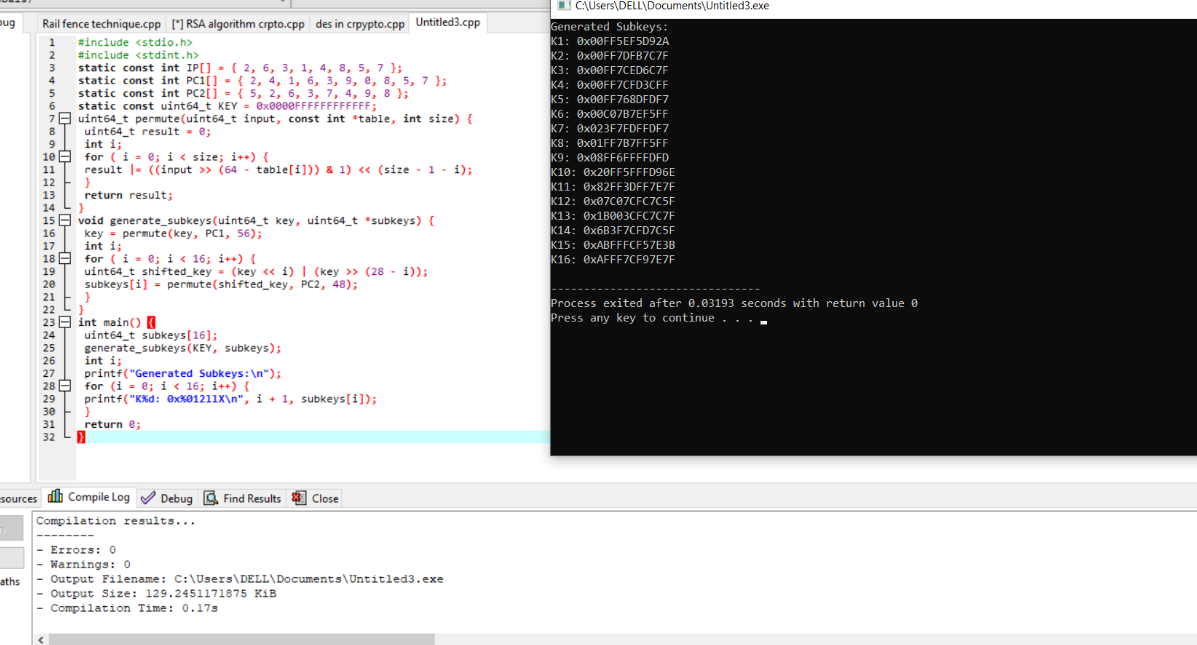 bug
Rail fence technique.cpp [*] RSA algorithm crpto.cpp des in crpypto.cpp Untitled3.cpp
1 #include <stdio.h>
2 #include <stdint.h>
3 static const int IP[] = { 2, 6, 3, 1, 4, 8, 5, 7 };
4 static const int PC1[] = { 2, 4, 1, 6, 3, 9, 0, 8, 5, 7 };
5 static const int PC2[] = { 5, 2, 6, 3, 7, 4, 9, 8 };
6 static const uint64_t KEY = 0x0000FFFFFFFFFFFF;
7 uint64_t permute(uint64_t input, const int *table, int size) {
8 uint64_t result = 0;
9 int i;
10 for ( i = 0; i < size; i++) {
11 result |= ((input >> (64 - table[i])) & 1) << (size - 1 - i);
12 }
13 return result;
14 }
15 void generate_subkeys(uint64_t key, uint64_t *subkeys) {
16 key = permute(key, PC1, 56);
17 int i;
18 for ( i = 0; i < 16; i++) {
19 uint64_t shifted_key = (key << i) | (key >> (28 - i));
20 subkeys[i] = permute(shifted_key, PC2, 48);
21 }
22 }
23 int main() {
24 uint64_t subkeys[16];
25 generate_subkeys(KEY, subkeys);
26 int i;
27 printf("Generated Subkeys:\n");
28 for (i = 0; i < 16; i++) {
29 printf("K%d: 0x%012llX\n", i + 1, subkeys[i]);
30 }
31 return 0;
32 }
C:\Users\DELL\Documents\Untitled3.exe
Generated Subkeys:
K1: 0x00FF5EF5D92A
K2: 0x00FF7DFB7C7F
K3: 0x00FF7CED6C7F
K4: 0x00FF7CFD3CFF
K5: 0x00FF768DFDF7
K6: 0x00C07B7EF5FF
K7: 0x023F7FDFFDF7
K8: 0x01FF7B7FF5FF
K9: 0x08FF6FFFFDFD
K10: 0x20FF5FFFD96E
K11: 0x82FF3DFF7E7F
K12: 0x07C07CFC7C5F
K13: 0x1B003CFC7C7F
K14: 0x6B3F7CFD7C5F
K15: 0xABFFFCF57E3B
K16: 0xAFFF7CF97E7F
--------------------------------
Process exited after 0.03193 seconds with return value 0
Press any key to continue . . .
esources Compile Log Debug Find Results Close
aths
Compilation results...
--------
- Errors: 0
- Warnings: 0
- Output Filename: C:\Users\DELL\Documents\Untitled3.exe
- Output Size: 129.2451171875 KiB
- Compilation Time: 0.17s